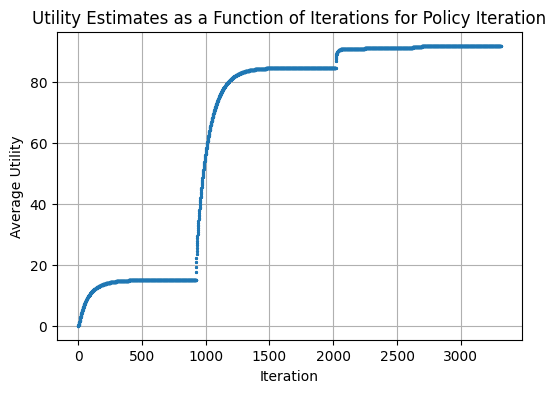 Utility Estimates as a Function of Iterations for Policy Iteration
Average Utility
80
60
40
20
0
0 500 1000 1500 2000 2500 3000
Iteration